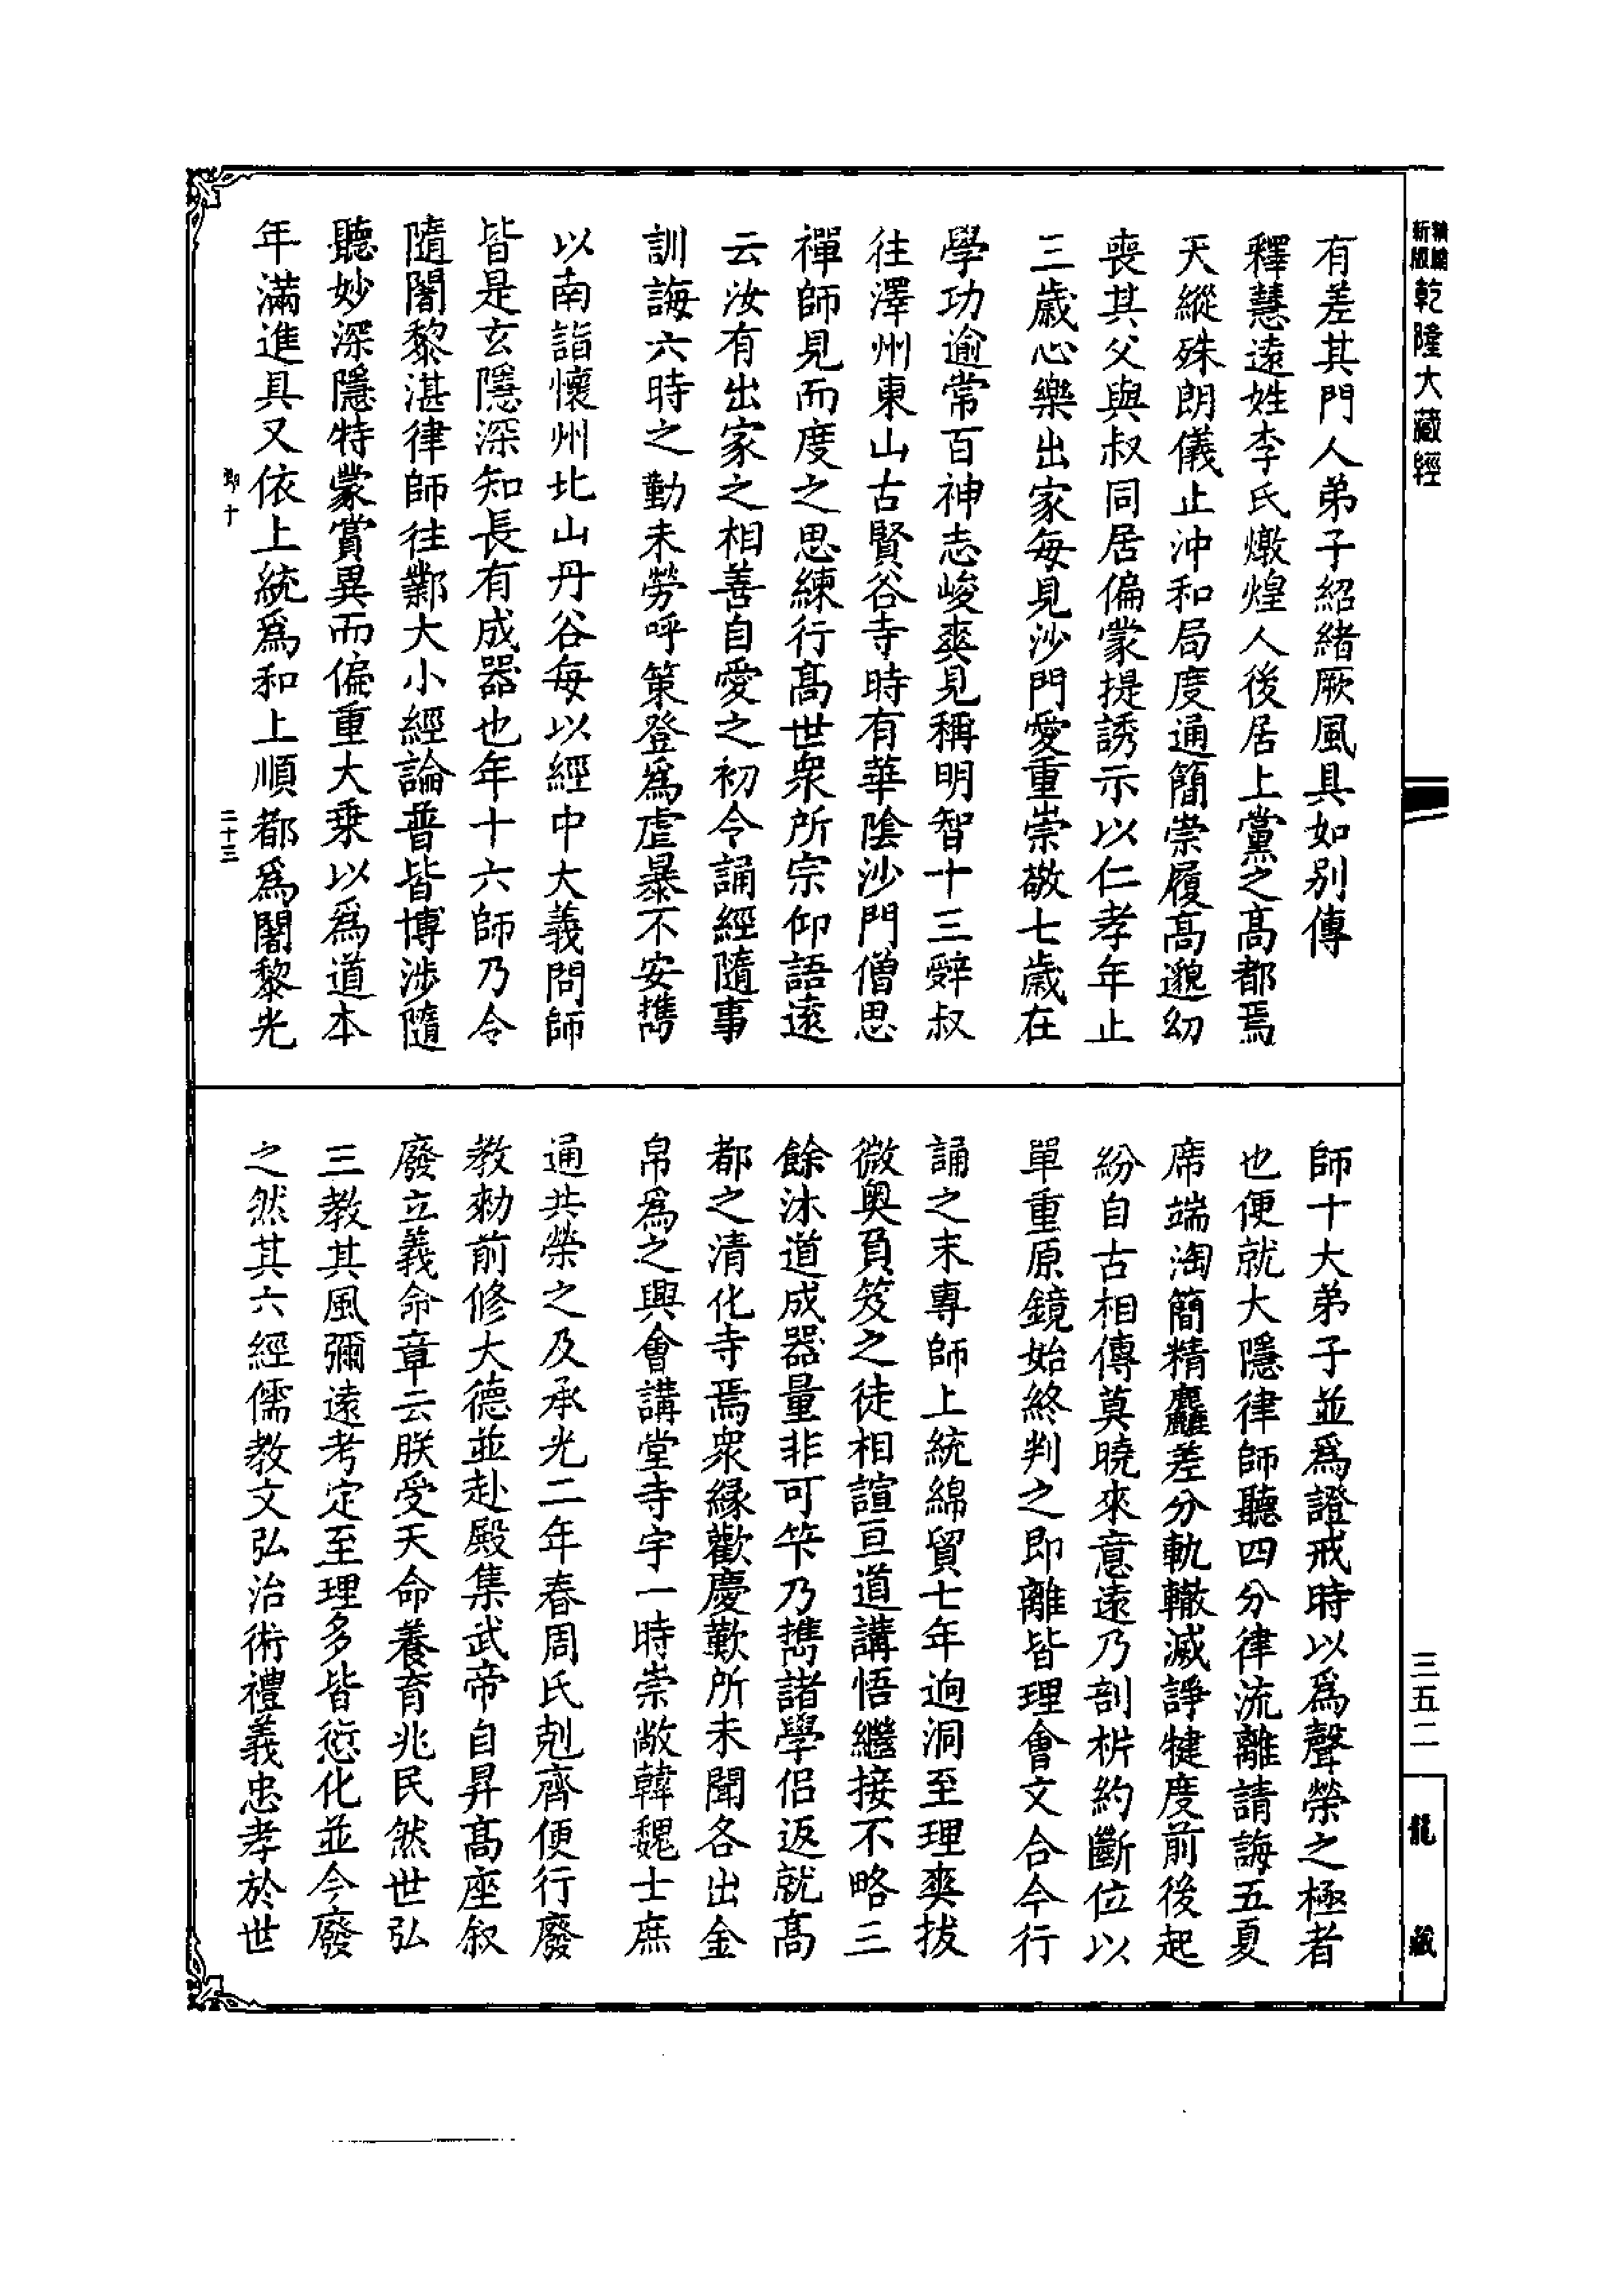 精編
新版
乾隆大藏經
有差其門人弟子紹緒厥風具如别傳
釋慧遠姓李氏燉煌人後居上黨之髙都焉
天縱殊朗儀止沖和局度通簡崇履髙邈幼
喪其父與叔同居偏蒙提誘示以仁孝年止
三歳心樂出家每見沙門愛重崇敬七歳在
學功逾常百神志峻爽見稱明智十三辤叔
往澤州東山古賢谷寺時有華陰沙門僧思
禪師見而度之思練行髙世衆所宗仰語遠
云汝有出家之相善自愛之初令誦經隨事
訓誨六時之勤未勞呼策登爲虐暴不安攜
以南詣懷州北山丹谷每以經中大義問師
皆是玄隱深知長有成器也年十六師乃令
隨闍黎湛律師往鄴大小經論普皆博涉隨
聽妙深隱特蒙賞異而偏重大乗以爲道本
年滿進具又依上統爲和上順都爲闍黎光
二十三
師十大弟子並爲證戒時以爲聲榮之極者
也便就大隱律師聽四分律流離請誨五夏
席端淘簡精麤差分軌轍滅諍犍度前後起
紛自古相傳莫曉來意遠乃剖析約斷位以
單重原鏡始終判之即離皆理會文合今行
誦之末專師上統綿貿七年迥洞至理爽拔
微奥負笈之徒相諠亘道講悟繼接不略三
餘沐道成器量非可筭乃攜諸學侣返就髙
都之清化寺焉衆縁歡慶歎所未聞各出金
帛爲之興會講堂寺宇一時崇敞韓魏士庶
通共榮之及承光二年春周氏剋齊便行廢
教勑前修大德並赴殿集武帝自昇髙座叙
廢立義命章云朕受天命養育兆民然世弘
三教其風彌遠考定至理多皆愆化並今廢
之然其六經儒教文弘治術禮義忠孝於世
三五二
龍藏